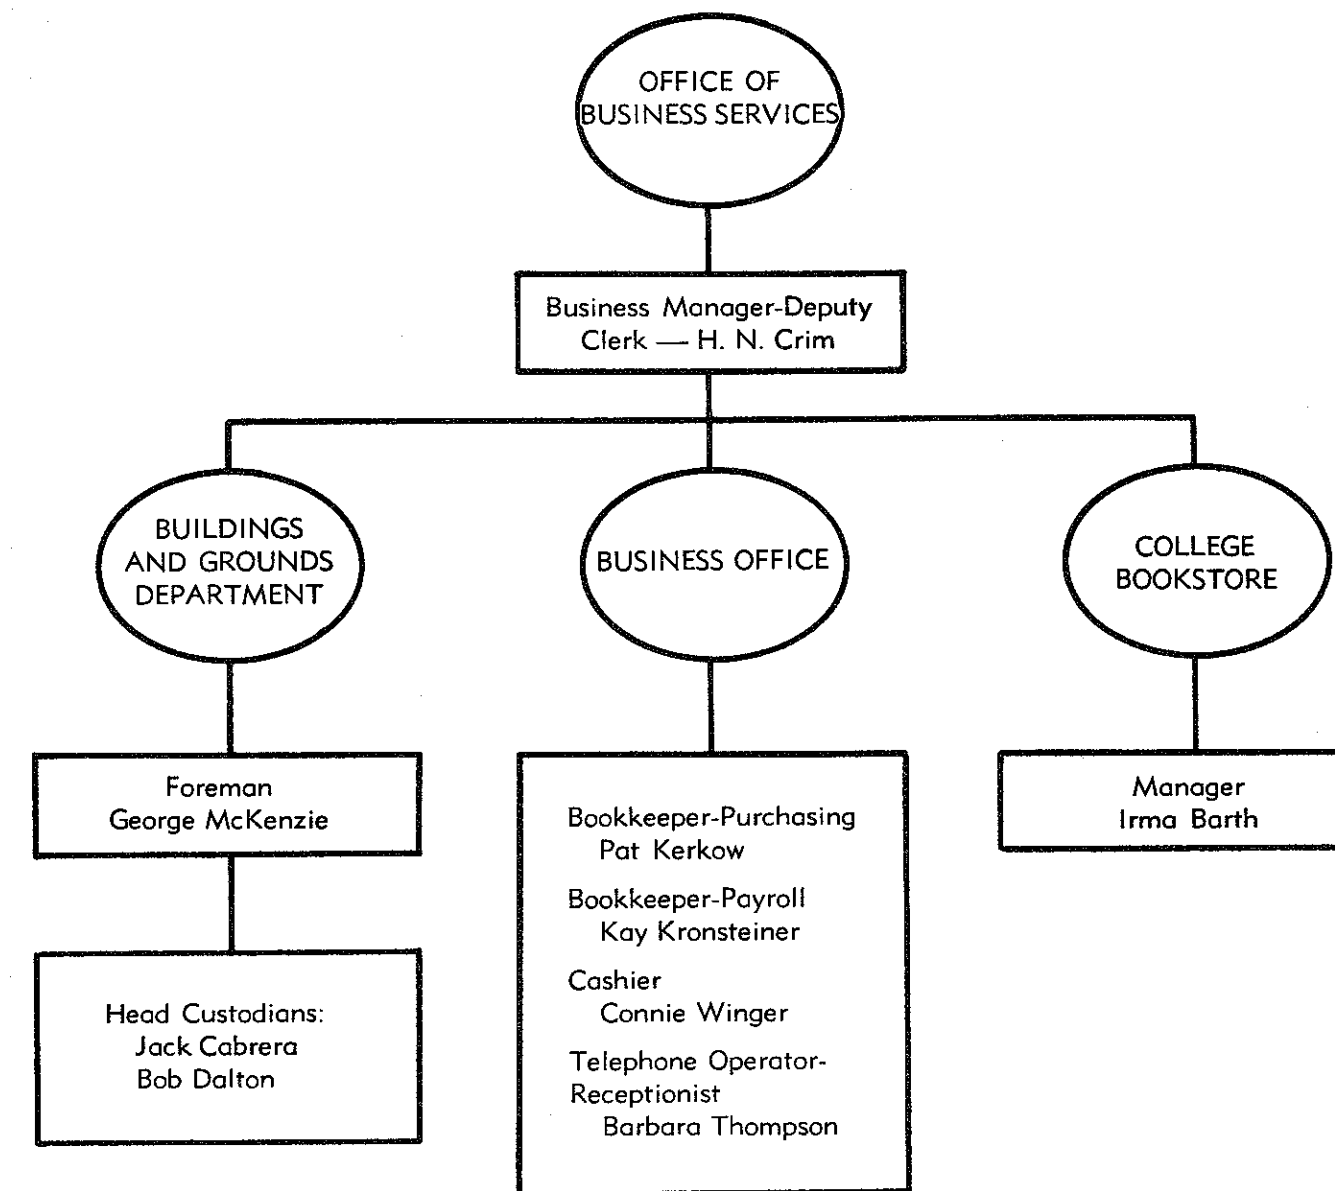 OFFICE OF
BUSINESS SERVICES
Business Manager-Deputy
Clerk — H. N. Crim
BUILDINGS
AND GROUNDS
DEPARTMENT
BUSINESS OFFICE
COLLEGE
BOOKSTORE
Foreman
George McKenzie
Head Custodians:
Jack Cabrera
Bob Dalton
Bookkeeper-Purchasing
Pat Kerkow
Bookkeeper-Payroll
Kay Kronsteiner
Cashier
Connie Winger
Telephone Operator-
Receptionist
Barbara Thompson
Manager
Irma Barth